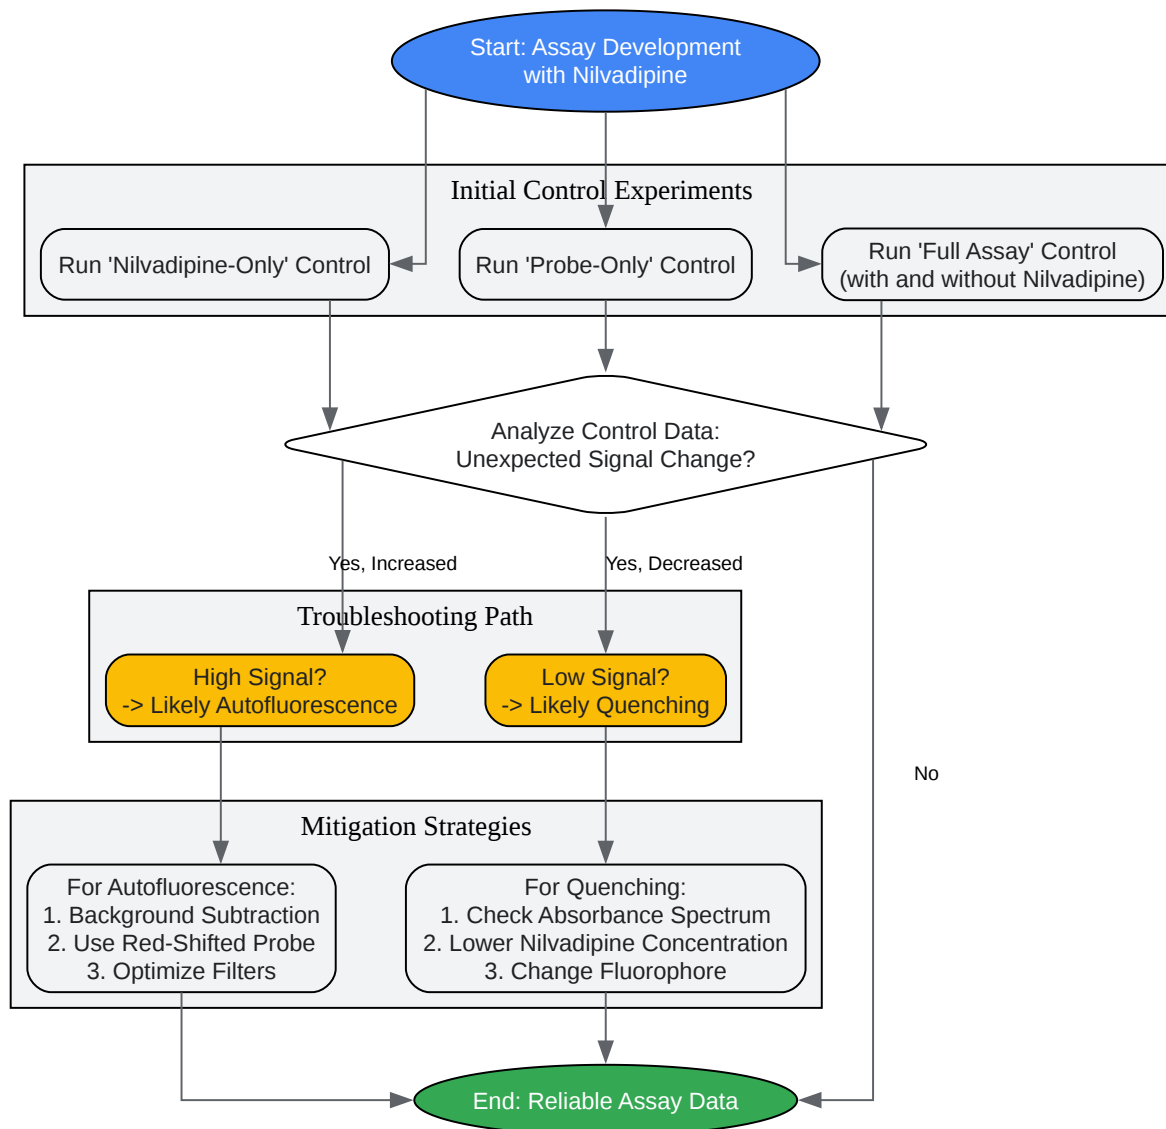 Start: Assay Development
with Nilvadipine
Initial Control Experiments
Run 'Nilvadipine-Only' Control
Run 'Probe-Only' Control
Run 'Full Assay' Control
(with and without Nilvadipine)
Analyze Control Data:
Unexpected Signal Change?
Yes, Increased
Yes, Decreased
Troubleshooting Path
High Signal?
-> Likely Autofluorescence
Low Signal?
-> Likely Quenching
No
Mitigation Strategies
For Autofluorescence:
1. Background Subtraction
2. Use Red-Shifted Probe
3. Optimize Filters
For Quenching:
1. Check Absorbance Spectrum
2. Lower Nilvadipine Concentration
3. Change Fluorophore
End: Reliable Assay Data